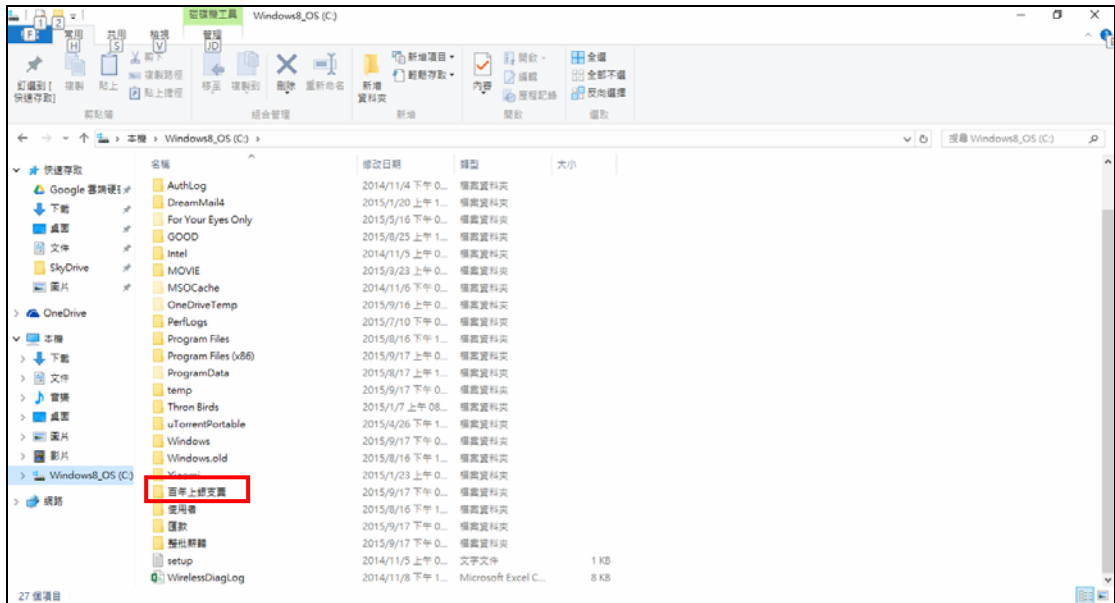 磁碟機工具 Windows8_OS (C:)
1 2
F 常用 共用 檢視 管理
H S V JD
釘選到 [快速存取]
複製
貼上
剪下
複製路徑
貼上捷徑
剪貼簿
移至
複製到
刪除
重新命名
組合管理
新增資料夾
新增項目
輕鬆存取
新增
內容
開啟
編輯
歷程記錄
開啟
全選
全部不選
反向選擇
選取
本機 › Windows8_OS (C:) ›
搜尋 Windows8_OS (C:)
快速存取
Google 雲端硬
下載
桌面
文件
SkyDrive
圖片
OneDrive
本機
下載
文件
音樂
桌面
圖片
影片
Windows8_OS (C:)
網路
名稱 修改日期 類型 大小
AuthLog 2014/11/4 下午 0... 檔案資料夾
DreamMail4 2015/1/20 上午 1... 檔案資料夾
For Your Eyes Only 2015/5/16 下午 0... 檔案資料夾
GOOD 2015/8/25 上午 1... 檔案資料夾
Intel 2014/11/5 上午 0... 檔案資料夾
MOVIE 2015/3/23 上午 0... 檔案資料夾
MSOCache 2014/11/6 下午 0... 檔案資料夾
OneDriveTemp 2015/9/16 上午 0... 檔案資料夾
PerfLogs 2015/7/10 下午 0... 檔案資料夾
Program Files 2015/8/16 下午 1... 檔案資料夾
Program Files (x86) 2015/9/17 上午 0... 檔案資料夾
ProgramData 2015/8/17 上午 1... 檔案資料夾
temp 2015/9/17 下午 0... 檔案資料夾
Thron Birds 2015/1/7 上午 08... 檔案資料夾
uTorrentPortable 2015/4/26 下午 1... 檔案資料夾
Windows 2015/9/17 下午 0... 檔案資料夾
Windows.old 2015/8/16 下午 1... 檔案資料夾
Xiaomi 2015/1/23 上午 0... 檔案資料夾
百年上銀支票 2015/9/17 下午 0... 檔案資料夾
使用者 2015/8/16 下午 1... 檔案資料夾
匯款 2015/9/17 下午 0... 檔案資料夾
整批薪轉 2015/9/17 下午 0... 檔案資料夾
setup 2014/11/5 上午 0... 文字文件 1 KB
WirelessDiagLog 2014/11/8 下午 1... Microsoft Excel C... 8 KB
27 個項目